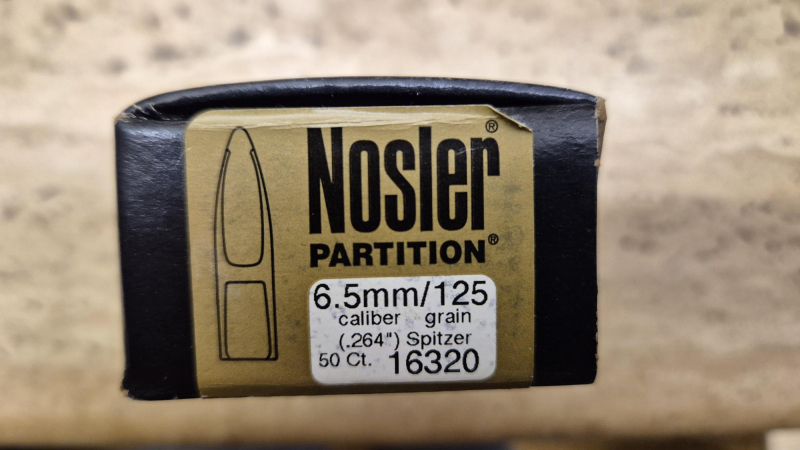 Nosler®
PARTITION®
6.5mm/125
caliber grain
(.264") Spitzer
50 Ct. 16320